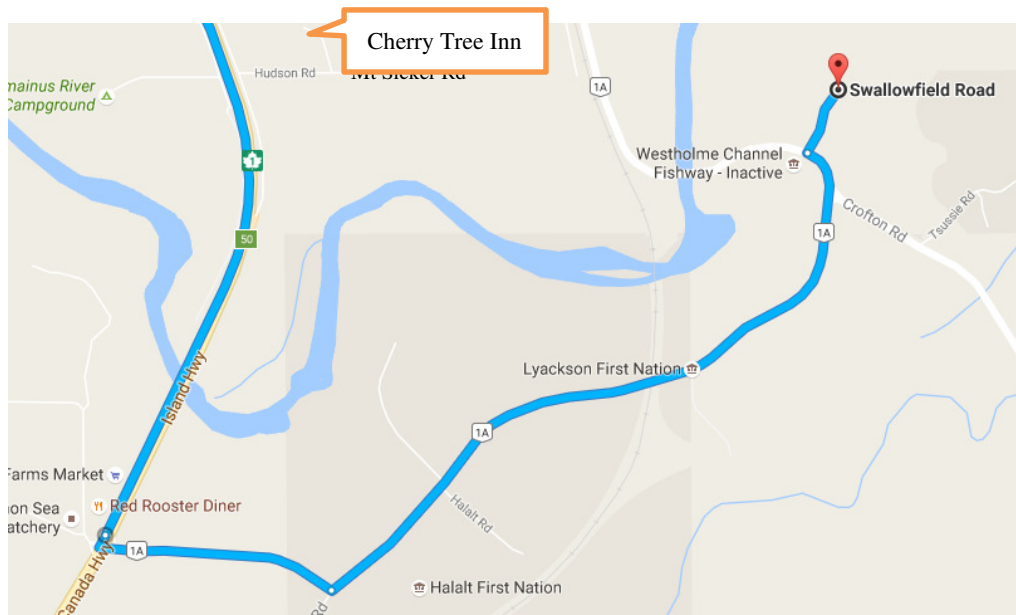 Cherry Tree Inn
Mt Sicker Rd
Hudson Rd
1A
mainus River
Campground
Swallowfield Road
1
Westholme Channel
Fishway - Inactive
Tsussie Rd
Crofton Rd
1A
50
Lyackson First Nation
Island Hwy
1A
Farms Market
Red Rooster Diner
non Sea
atchery
Halalt Rd
1A
Canada Hwy
Halalt First Nation
Rd